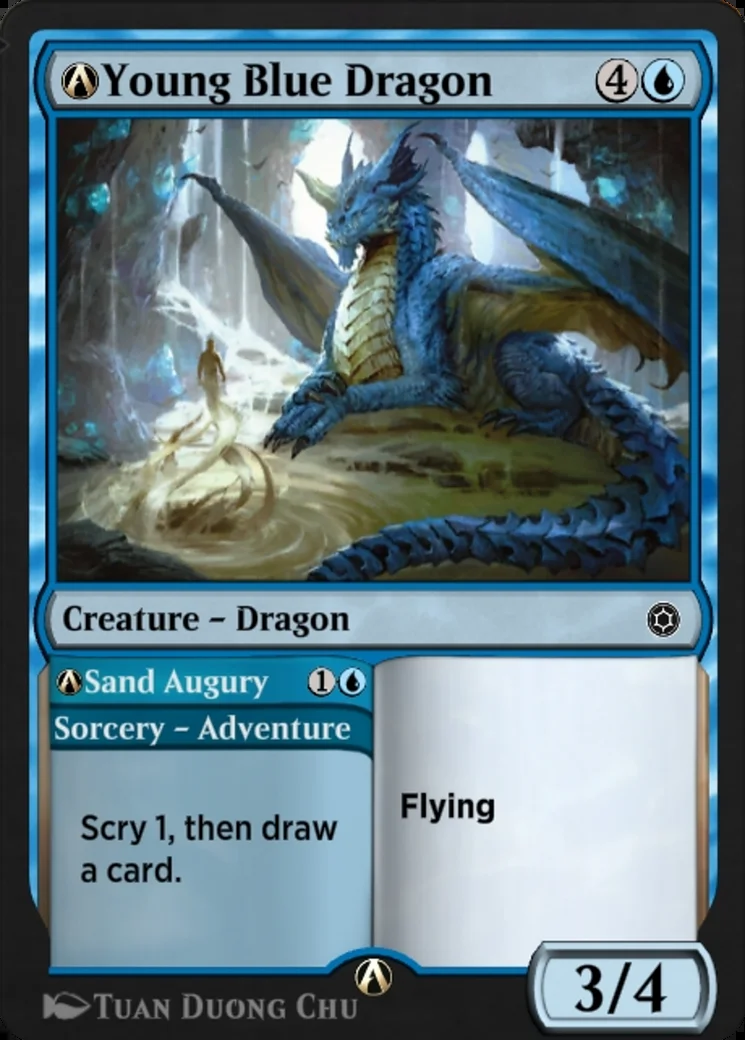 Young Blue Dragon 4
Creature – Dragon
Sand Augury 1
Sorcery – Adventure
Scry 1, then draw
a card.
Flying
3/4
Tuan Duong Chu